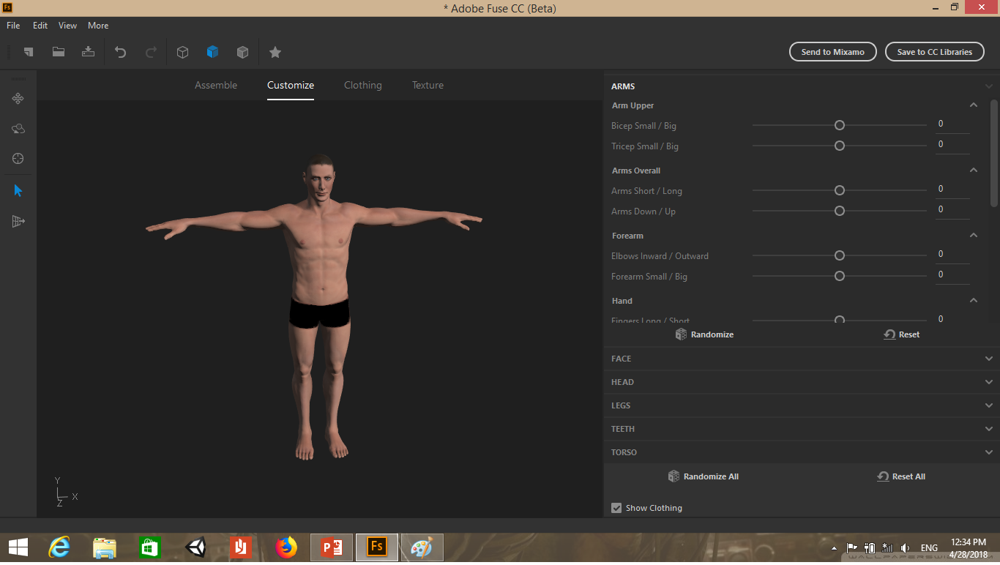 Fs
* Adobe Fuse CC (Beta)
File Edit View More
Send to Mixamo Save to CC Libraries
Assemble Customize Clothing Texture
ARMS
Arm Upper
Bicep Small / Big 0
Tricep Small / Big 0
Arms Overall
Arms Short / Long 0
Arms Down / Up 0
Forearm
Elbows Inward / Outward 0
Forearm Small / Big 0
Hand
Fingers Long / Short 0
Randomize Reset
FACE
HEAD
LEGS
TEETH
TORSO
Randomize All Reset All
Show Clothing
Y
X
Z
P Fs
ENG
12:34 PM
4/28/2018